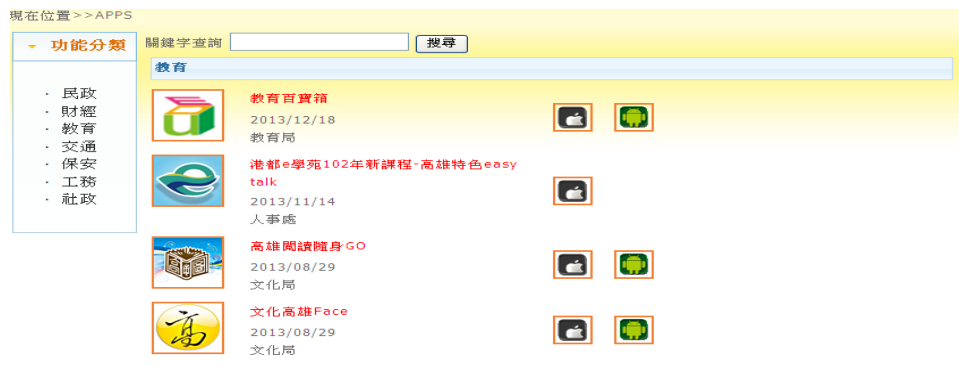 現在位置>>APPS
功能分類
關鍵字查詢
搜尋
教育
· 民政
· 財經
· 教育
· 交通
· 保安
· 工務
· 社政
教育百寶箱
2013/12/18
教育局
港都e學苑102年新課程-高雄特色easy
talk
2013/11/14
人事處
高雄閱讀隨身GO
2013/08/29
文化局
高
文化高雄Face
2013/08/29
文化局